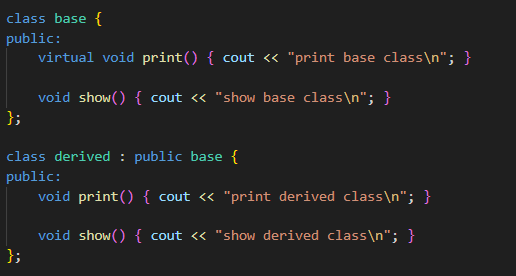 class base {
public:
    virtual void print() { cout << "print base class\n"; }
    void show() { cout << "show base class\n"; }
};
class derived : public base {
public:
    void print() { cout << "print derived class\n"; }
    void show() { cout << "show derived class\n"; }
};